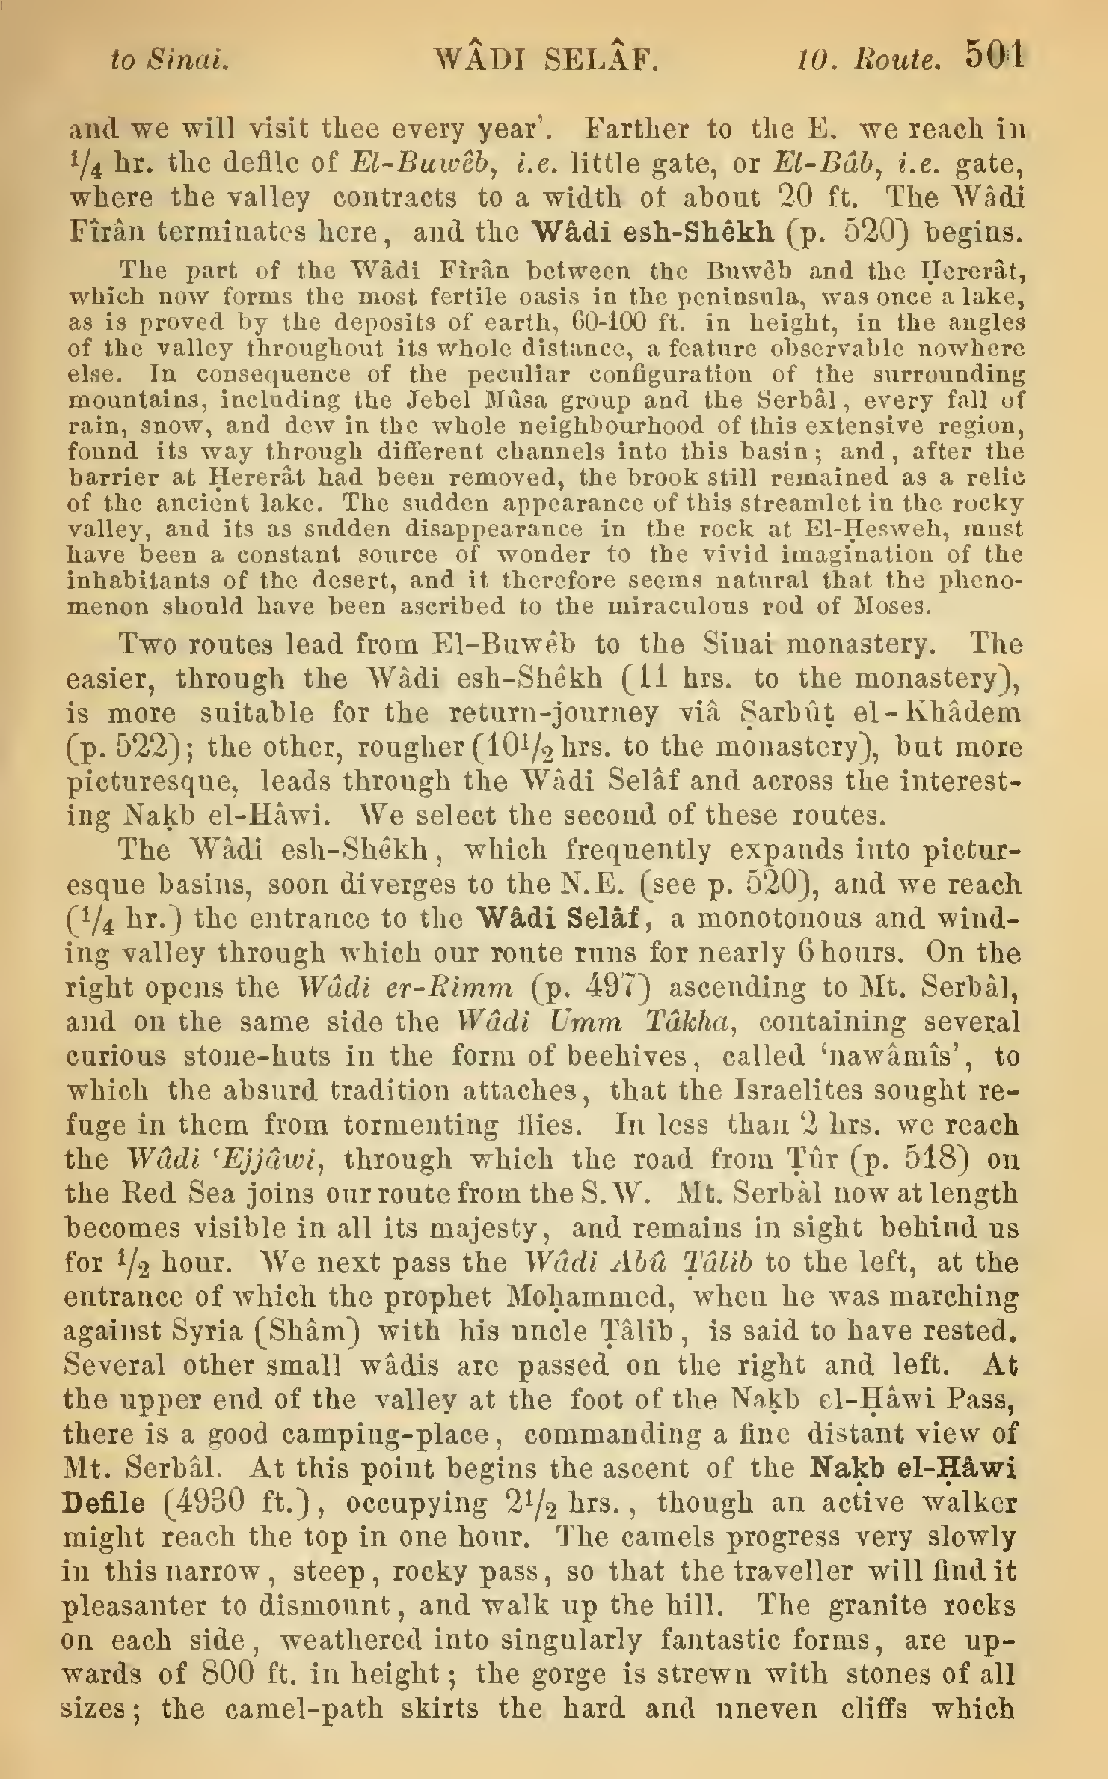 to Sinai. WÂDI SELÂF. 10. Route. 501
and we will visit thee every year'. Farther to the E. we reach in
1/4 hr. the defile of El-Buwêb, i.e. little gate, or El-Bâb, i.e. gate,
where the valley contracts to a width of about 20 ft. The Wâdi
Fîrân terminates here, and the Wâdi esh-Shêkh (p. 520) begins.
The part of the Wâdi Fîrân between the Buwêb and the Ḥererât,
which now forms the most fertile oasis in the peninsula, was once a lake,
as is proved by the deposits of earth, 60-100 ft. in height, in the angles
of the valley throughout its whole distance, a feature observable nowhere
else. In consequence of the peculiar configuration of the surrounding
mountains, including the Jebel Mûsa group and the Serbâl, every fall of
rain, snow, and dew in the whole neighbourhood of this extensive region,
found its way through different channels into this basin; and, after the
barrier at Ḥererât had been removed, the brook still remained as a relic
of the ancient lake. The sudden appearance of this streamlet in the rocky
valley, and its as sudden disappearance in the rock at El-Ḥesweh, must
have been a constant source of wonder to the vivid imagination of the
inhabitants of the desert, and it therefore seems natural that the pheno-
menon should have been ascribed to the miraculous rod of Moses.
Two routes lead from El-Buwêb to the Sinai monastery. The
easier, through the Wâdi esh-Shêkh (11 hrs. to the monastery),
is more suitable for the return-journey viâ Ṣarbûṭ el-Khâdem
(p. 522); the other, rougher (10 1/2 hrs. to the monastery), but more
picturesque, leads through the Wâdi Selâf and across the interest-
ing Naḳb el-Hâwi. We select the second of these routes.
The Wâdi esh-Shêkh, which frequently expands into pictur-
esque basins, soon diverges to the N.E. (see p. 520), and we reach
(1/4 hr.) the entrance to the Wâdi Selâf, a monotonous and wind-
ing valley through which our route runs for nearly 6 hours. On the
right opens the Wâdi er-Rimm (p. 497) ascending to Mt. Serbâl,
and on the same side the Wâdi Umm Tâkha, containing several
curious stone-huts in the form of beehives, called 'nawâmîs', to
which the absurd tradition attaches, that the Israelites sought re-
fuge in them from tormenting flies. In less than 2 hrs. we reach
the Wâdi 'Ejjâwi, through which the road from Ṭûr (p. 518) on
the Red Sea joins our route from the S.W. Mt. Serbâl now at length
becomes visible in all its majesty, and remains in sight behind us
for 1/2 hour. We next pass the Wâdi Abû Ṭâlib to the left, at the
entrance of which the prophet Moḥammed, when he was marching
against Syria (Shâm) with his uncle Ṭâlib, is said to have rested.
Several other small wâdis are passed on the right and left. At
the upper end of the valley at the foot of the Naḳb el-Ḥâwi Pass,
there is a good camping-place, commanding a fine distant view of
Mt. Serbâl. At this point begins the ascent of the Naḳb el-Ḥâwi
Defile (4930 ft.), occupying 2 1/2 hrs., though an active walker
might reach the top in one hour. The camels progress very slowly
in this narrow, steep, rocky pass, so that the traveller will find it
pleasanter to dismount, and walk up the hill. The granite rocks
on each side, weathered into singularly fantastic forms, are up-
wards of 800 ft. in height; the gorge is strewn with stones of all
sizes; the camel-path skirts the hard and uneven cliffs which